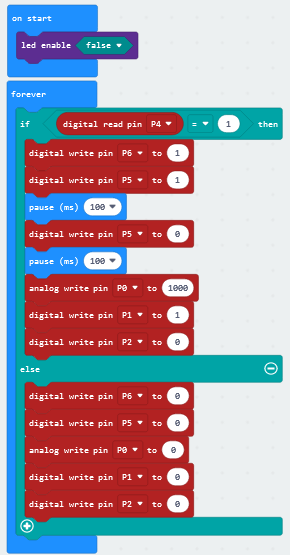 on start
led enable false
forever
if digital read pin P4 = 1 then
digital write pin P6 to 1
digital write pin P5 to 1
pause (ms) 100
digital write pin P5 to 0
pause (ms) 100
analog write pin P0 to 1000
digital write pin P1 to 1
digital write pin P2 to 0
else
digital write pin P6 to 0
digital write pin P5 to 0
analog write pin P0 to 0
digital write pin P1 to 0
digital write pin P2 to 0